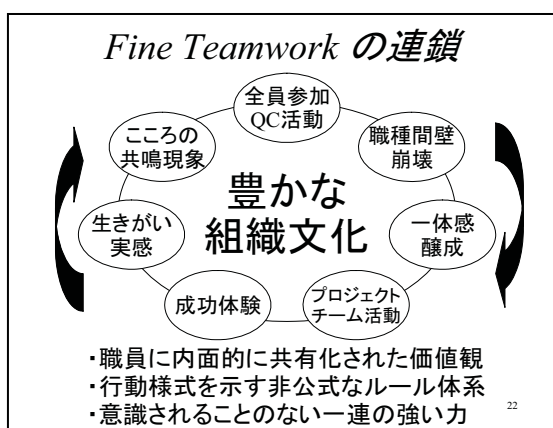 Fine Teamwork の連鎖
全員参加
QC活動
職種間壁
崩壊
一体感
醸成
プロジェクト
チーム活動
成功体験
生きがい
実感
こころの
共鳴現象
豊かな
組織文化
・職員に内面的に共有化された価値観
・行動様式を示す非公式なルール体系
・意識されることのない一連の強い力
22